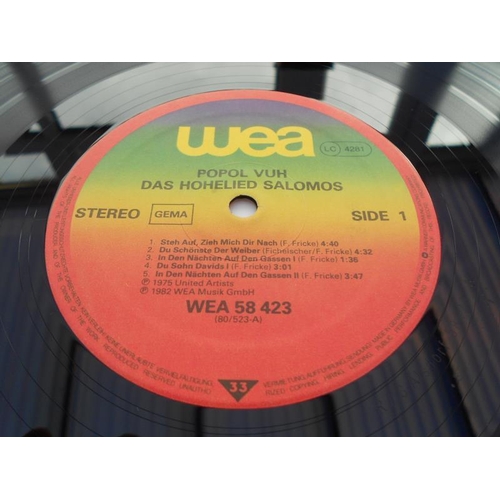 wea
LC 4281
POPOL VUH
DAS HOHELIED SALOMOS
STEREO GEMA SIDE 1
1. Steh Auf, Zieh Mich Dir Nach (F. Fricke) 4:40
2. Du Schönste Der Weiber (Fichelscher/F. Fricke) 4:32
3. In Den Nächten Auf Den Gassen I (F. Fricke) 1:36
4. Du Sohn Davids I (F. Fricke) 3:01
5. In Den Nächten Auf Den Gassen II (F. Fricke) 3:47
℗ 1975 United Artists
℗ 1982 WEA Musik GmbH
WEA 58 423
(80/523-A)
33